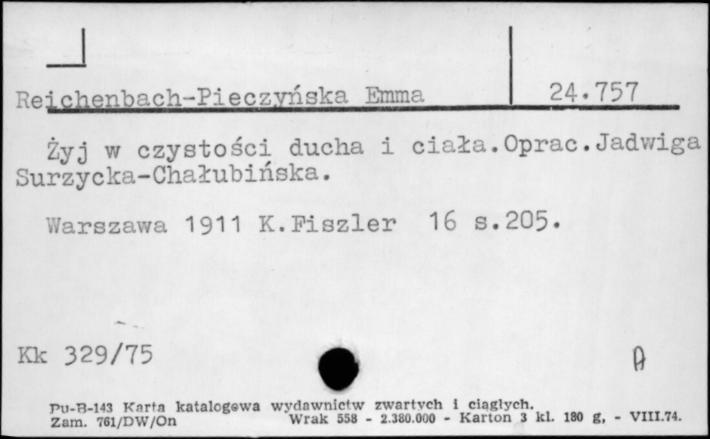 Reichenbach-Pieczyńska Emma 24.757
Żyj w czystości ducha i ciała.Oprac.Jadwiga
Surzycka-Chałubińska.
Warszawa 1911 K.Fiszler 16 s.205.
Kk 329/75 A
Pu-B-143 Karta katalogowa wydawnictw zwartych i ciągłych.
Zam. 761/DW/On Wrak 558 - 2.380.000 - Karton 3 kl. 180 g, - VIII.74.